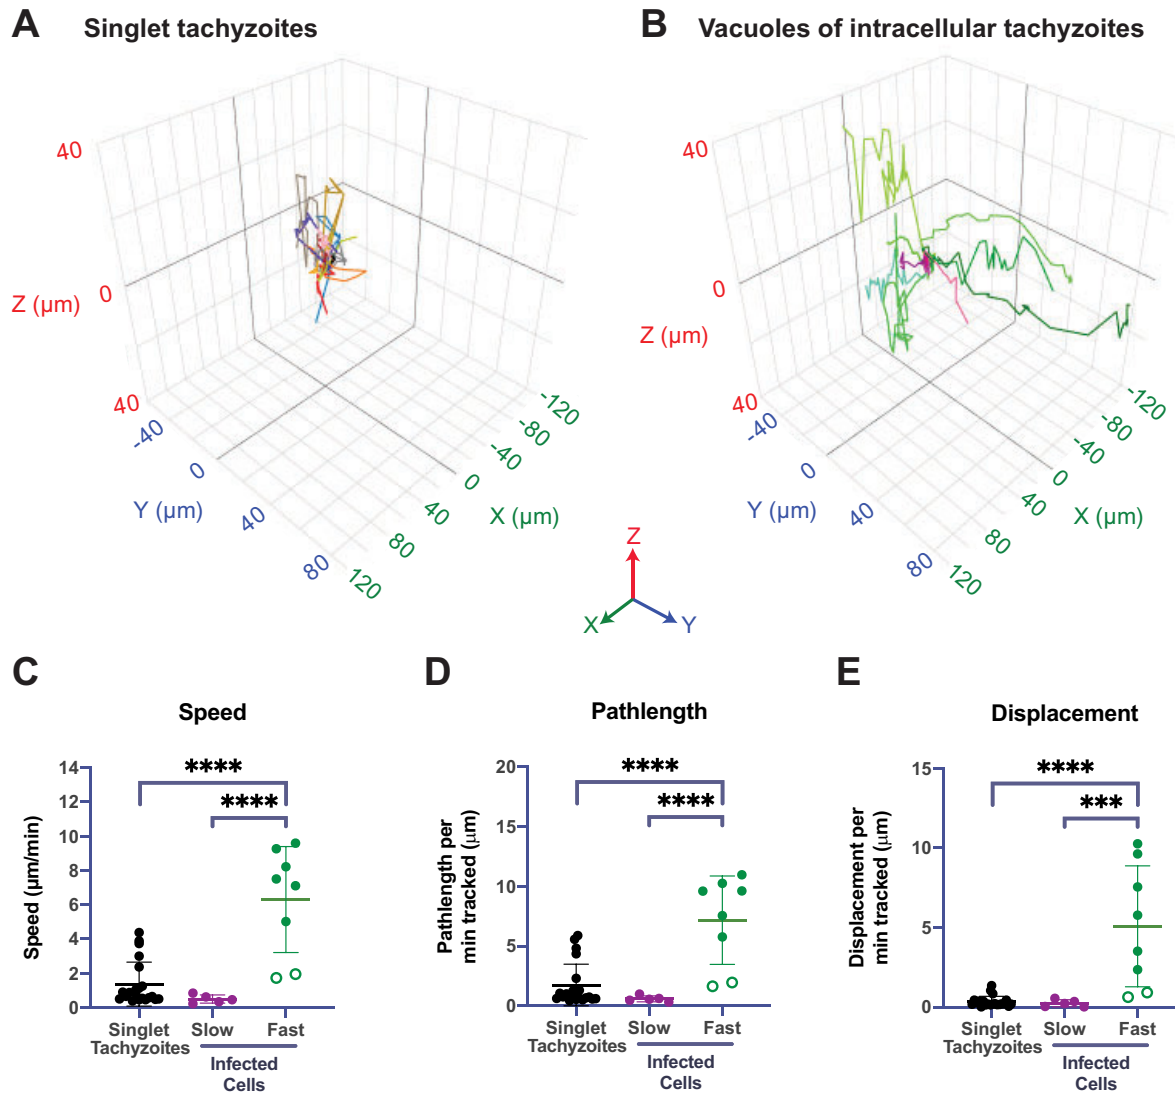 A Singlet tachyzoites
40
0
Z (µm)
40
-40
0
Y (µm)
40
80
120
80
40
0
X (µm)
-40
-80
-120
B Vacuoles of intracellular tachyzoites
40
0
Z (µm)
40
-40
0
Y (µm)
40
80
120
80
40
0
X (µm)
-40
-80
-120
Z
X
Y
C
Speed
14
12
10
8
6
4
2
0
Speed (µm/min)
****
****
Singlet
Tachyzoites
Slow
Fast
Infected
Cells
D
Pathlength
20
15
10
5
0
Pathlength per
min tracked (µm)
****
****
Singlet
Tachyzoites
Slow
Fast
Infected
Cells
E
Displacement
15
10
5
0
Displacement per
min tracked (µm)
****
***
Singlet
Tachyzoites
Slow
Fast
Infected
Cells